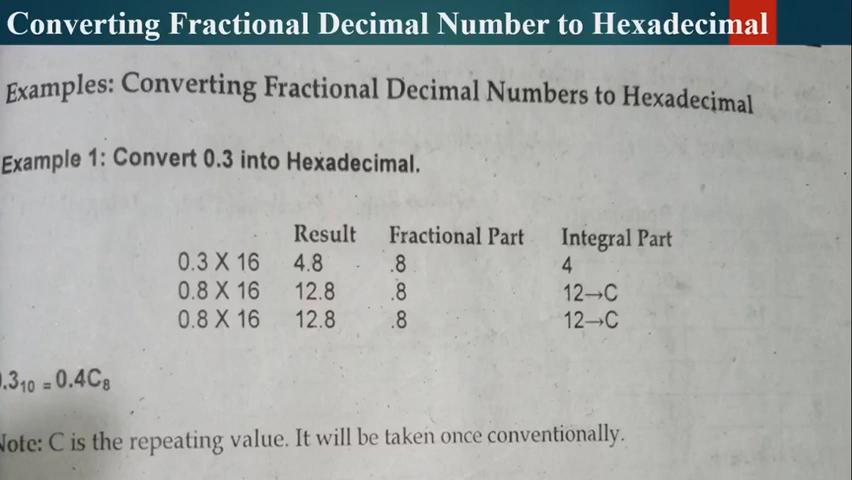 Converting Fractional Decimal Number to Hexadecimal
Examples: Converting Fractional Decimal Numbers to Hexadecimal
Example 1: Convert 0.3 into Hexadecimal.
Result Fractional Part Integral Part
0.3 X 16 4.8 .8 4
0.8 X 16 12.8 .8 12→C
0.8 X 16 12.8 .8 12→C
.3₁₀ = 0.4C₈
Note: C is the repeating value. It will be taken once conventionally.